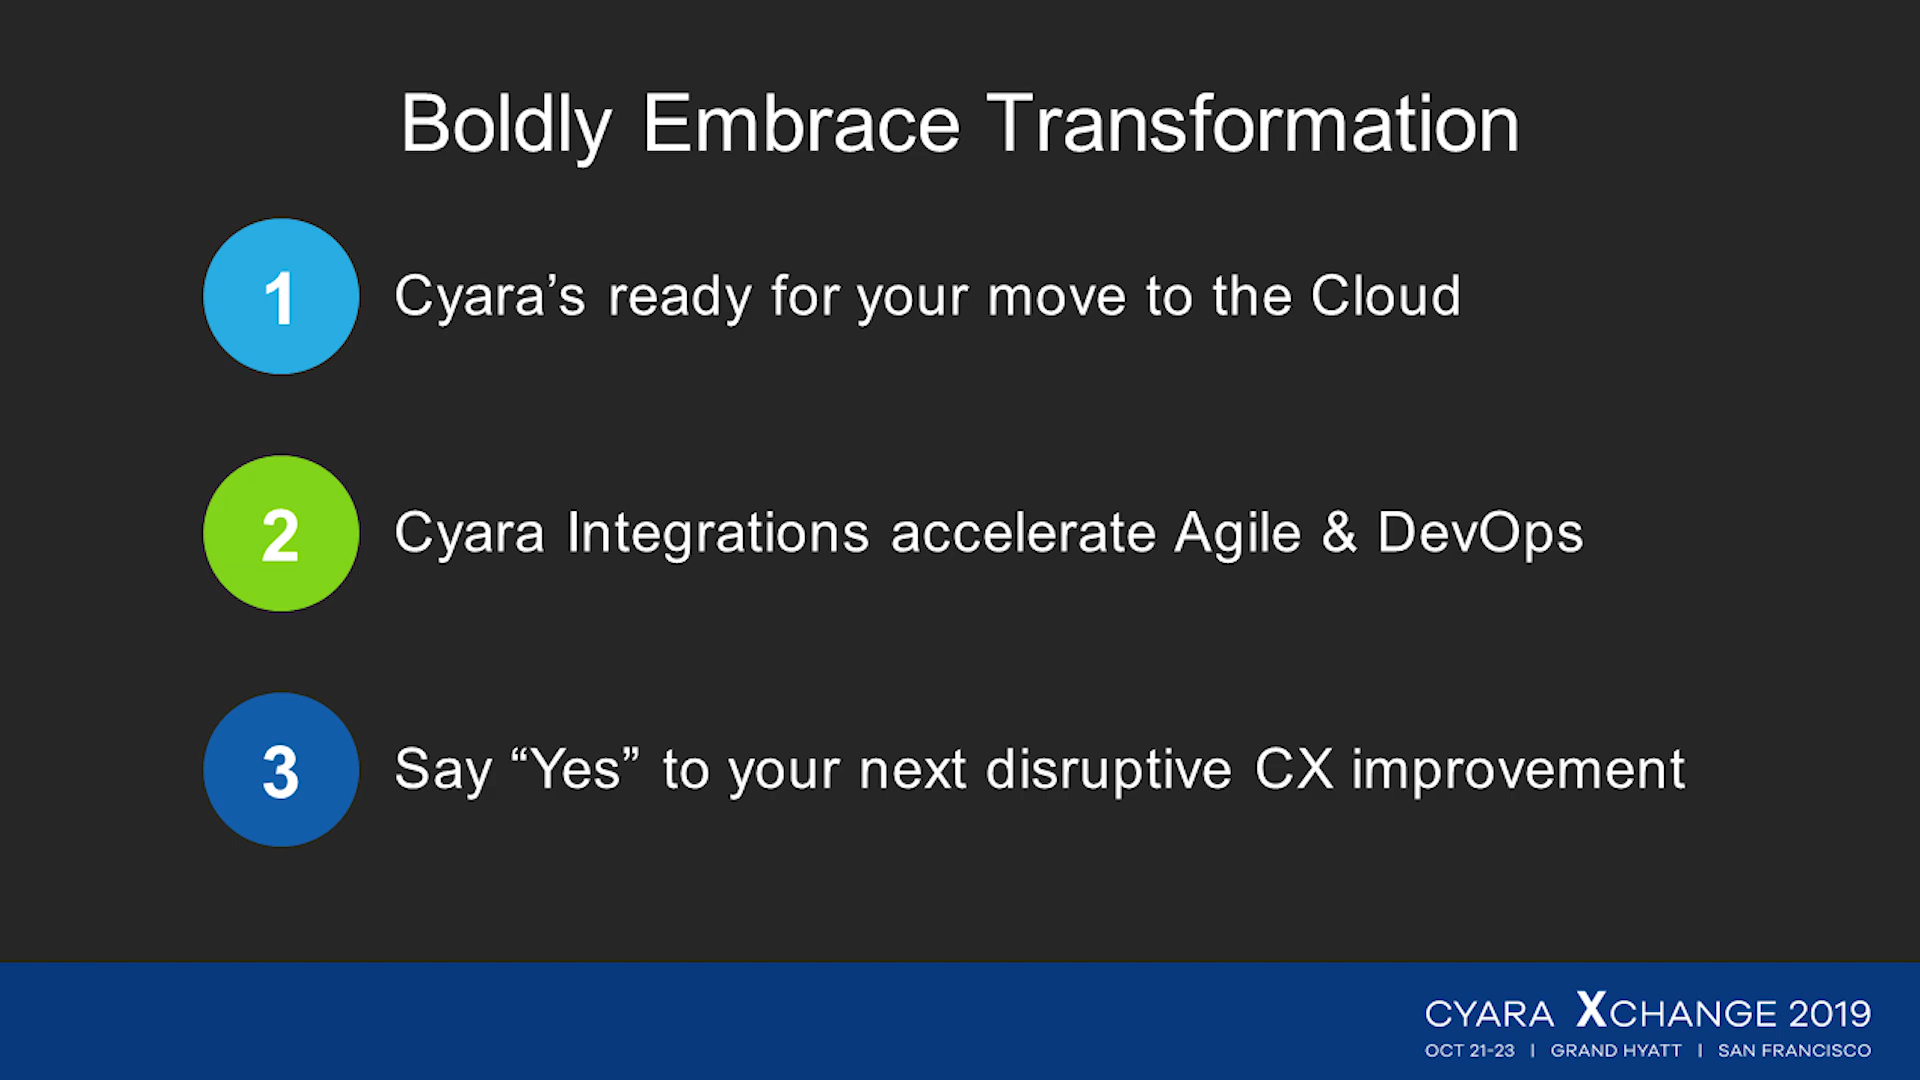 Boldly Embrace Transformation
1
Cyara’s ready for your move to the Cloud
2
Cyara Integrations accelerate Agile & DevOps
3
Say “Yes” to your next disruptive CX improvement
CYARA XCHANGE 2019
OCT 21-23 | GRAND HYATT | SAN FRANCISCO